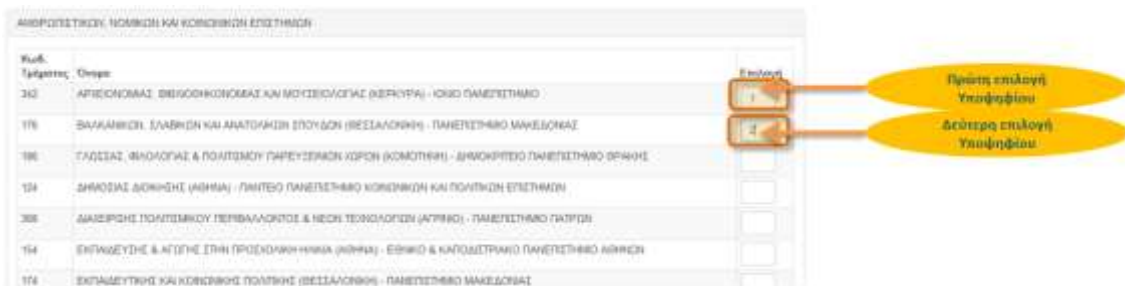 ΑΝΘΡΩΠΙΣΤΙΚΩΝ, ΝΟΜΙΚΩΝ ΚΑΙ ΚΟΙΝΩΝΙΚΩΝ ΕΠΙΣΤΗΜΩΝ
Κωδ.
Τμήματος Όνομα Επιλογή
342 ΑΡΧΕΙΟΝΟΜΙΑΣ, ΒΙΒΛΙΟΘΗΚΟΝΟΜΙΑΣ ΚΑΙ ΜΟΥΣΕΙΟΛΟΓΙΑΣ (ΚΕΡΚΥΡΑ) - ΙΟΝΙΟ ΠΑΝΕΠΙΣΤΗΜΙΟ 1
Πρώτη επιλογή
Υποψηφίου
176 ΒΑΛΚΑΝΙΚΩΝ, ΣΛΑΒΙΚΩΝ ΚΑΙ ΑΝΑΤΟΛΙΚΩΝ ΣΠΟΥΔΩΝ (ΘΕΣΣΑΛΟΝΙΚΗ) - ΠΑΝΕΠΙΣΤΗΜΙΟ ΜΑΚΕΔΟΝΙΑΣ 2
Δεύτερη επιλογή
Υποψηφίου
ΓΛΩΣΣΑΣ, ΦΙΛΟΛΟΓΙΑΣ & ΠΟΛΙΤΙΣΜΟΥ ΠΑΡΕΥΞΕΙΝΙΩΝ ΧΩΡΩΝ (ΚΟΜΟΤΗΝΗ) - ΔΗΜΟΚΡΙΤΕΙΟ ΠΑΝΕΠΙΣΤΗΜΙΟ ΘΡΑΚΗΣ
124 ΔΗΜΟΣΙΑΣ ΔΙΟΙΚΗΣΗΣ (ΑΘΗΝΑ) - ΠΑΝΤΕΙΟ ΠΑΝΕΠΙΣΤΗΜΙΟ ΚΟΙΝΩΝΙΚΩΝ ΚΑΙ ΠΟΛΙΤΙΚΩΝ ΕΠΙΣΤΗΜΩΝ
ΔΙΑΧΕΙΡΙΣΗΣ ΠΟΛΙΤΙΣΜΙΚΟΥ ΠΕΡΙΒΑΛΛΟΝΤΟΣ & ΝΕΩΝ ΤΕΧΝΟΛΟΓΙΩΝ (ΑΓΡΙΝΙΟ) - ΠΑΝΕΠΙΣΤΗΜΙΟ ΠΑΤΡΩΝ
154 ΕΚΠΑΙΔΕΥΣΗΣ & ΑΓΩΓΗΣ ΣΤΗΝ ΠΡΟΣΧΟΛΙΚΗ ΗΛΙΚΙΑ (ΑΘΗΝΑ) - ΕΘΝΙΚΟ & ΚΑΠΟΔΙΣΤΡΙΑΚΟ ΠΑΝΕΠΙΣΤΗΜΙΟ ΑΘΗΝΩΝ
174 ΕΚΠΑΙΔΕΥΤΙΚΗΣ ΚΑΙ ΚΟΙΝΩΝΙΚΗΣ ΠΟΛΙΤΙΚΗΣ (ΘΕΣΣΑΛΟΝΙΚΗ) - ΠΑΝΕΠΙΣΤΗΜΙΟ ΜΑΚΕΔΟΝΙΑΣ